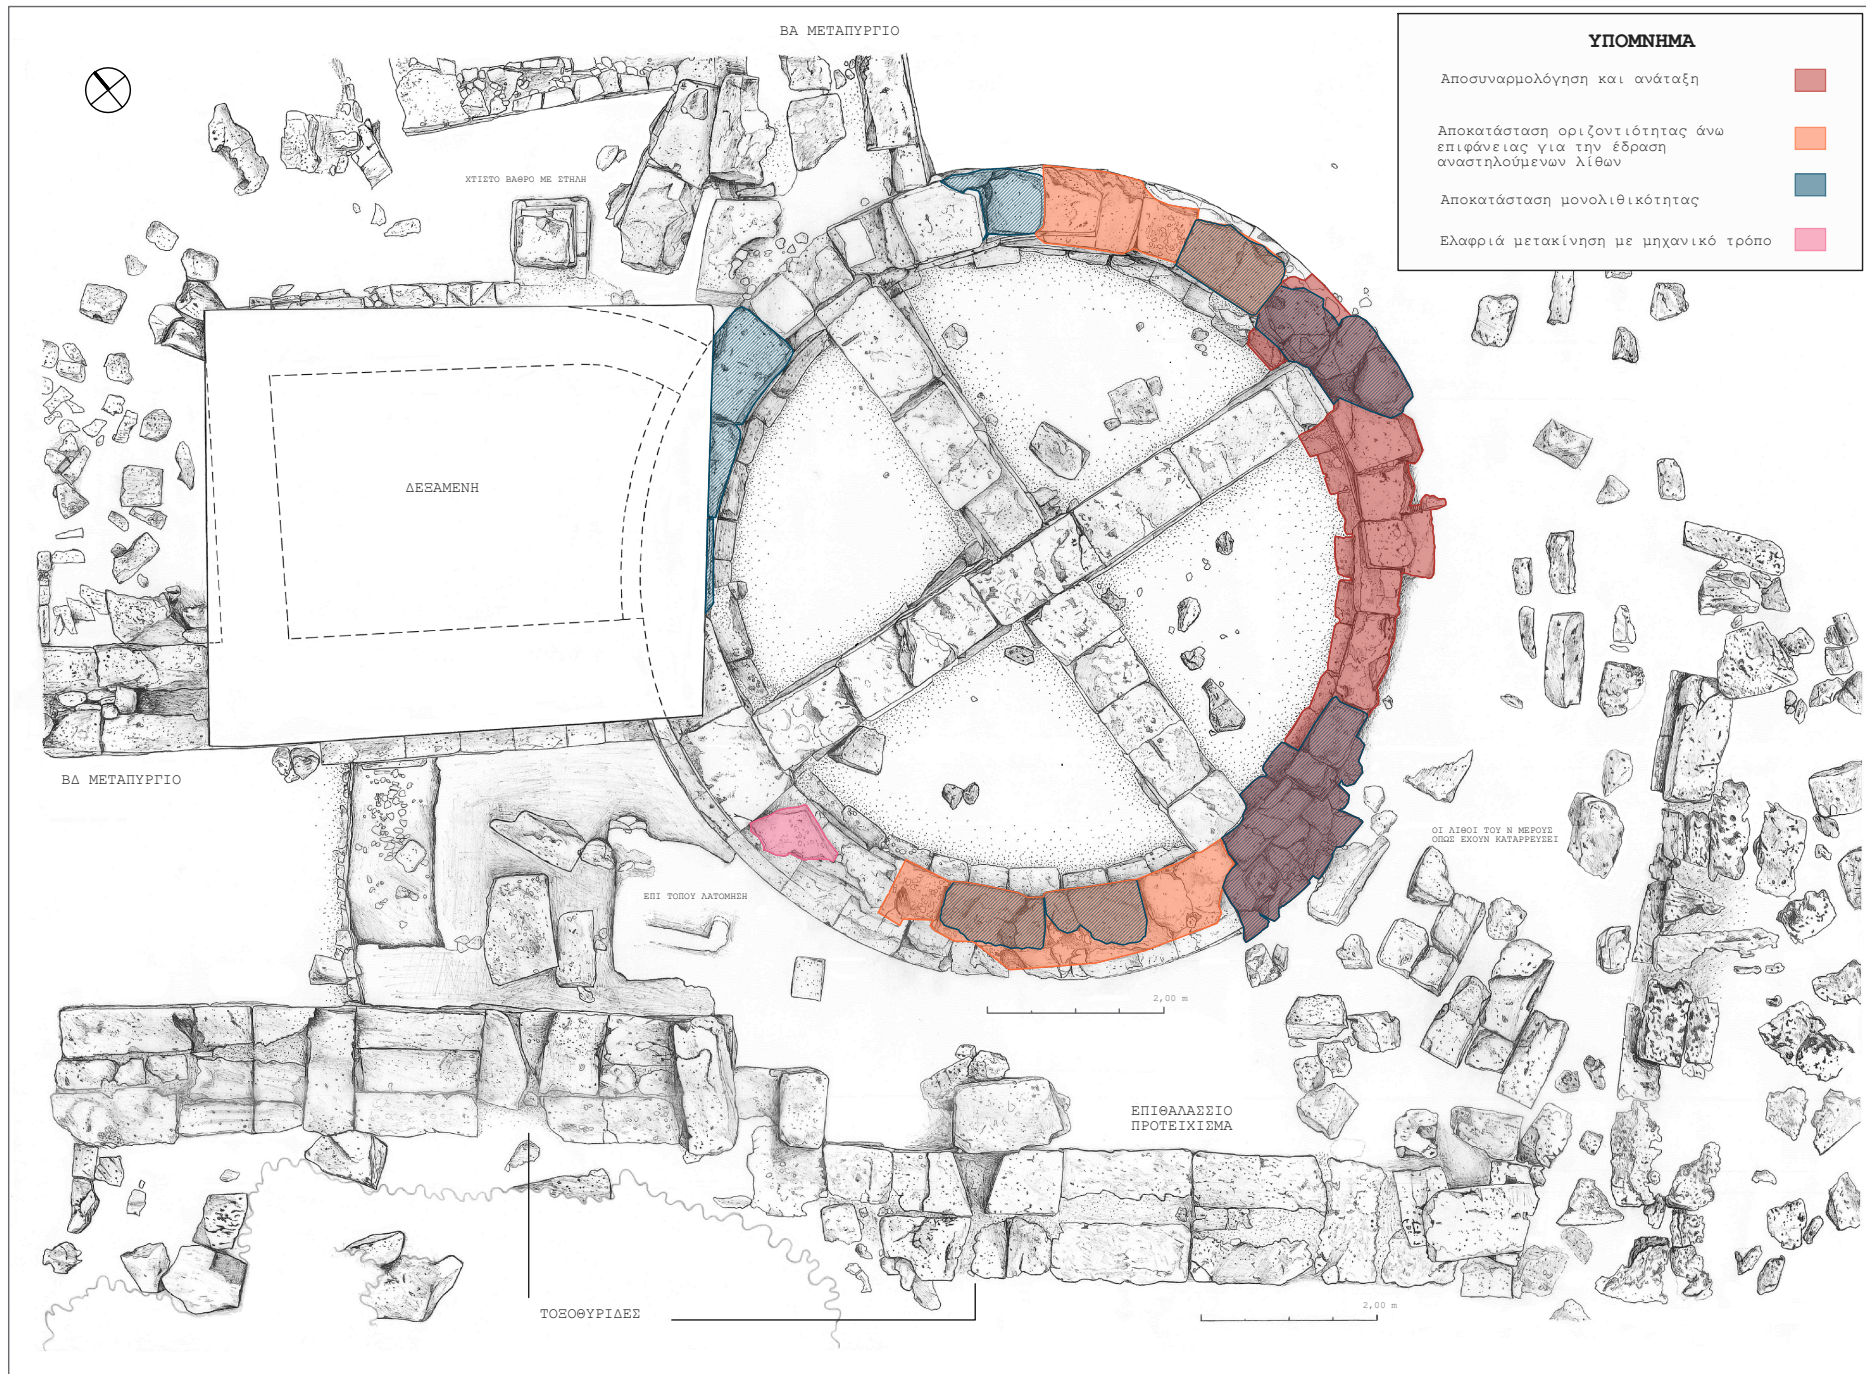 ΒΑ ΜΕΤΑΠΥΡΓΙΟ
ΥΠΟΜΝΗΜΑ
Αποσυναρμολόγηση και ανάταξη
Αποκατάσταση οριζοντιότητας άνω
επιφάνειας για την έδραση
αναστηλούμενων λίθων
Αποκατάσταση μονολιθικότητας
Ελαφριά μετακίνηση με μηχανικό τρόπο
ΧΤΙΣΤΟ ΒΑΘΡΟ ΜΕ ΣΤΗΛΗ
ΔΕΞΑΜΕΝΗ
ΒΔ ΜΕΤΑΠΥΡΓΙΟ
ΟΙ ΛΙΘΟΙ ΤΟΥ Ν ΜΕΡΟΥΣ
ΟΠΩΣ ΕΧΟΥΝ ΚΑΤΑΡΡΕΥΣΕΙ
ΕΠΙ ΤΟΠΟΥ ΛΑΤΟΜΗΣΗ
2,00 m
ΕΠΙΘΑΛΑΣΣΙΟ
ΠΡΟΤΕΙΧΙΣΜΑ
ΤΟΞΟΘΥΡΙΔΕΣ
2,00 m